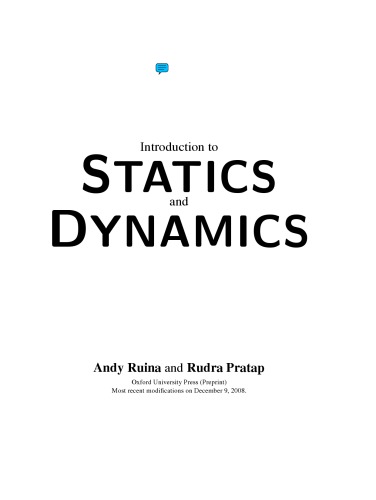 Introduction to
STATICS
and
DYNAMICS
Andy Ruina and Rudra Pratap
Oxford University Press (Preprint)
Most recent modifications on December 9, 2008.